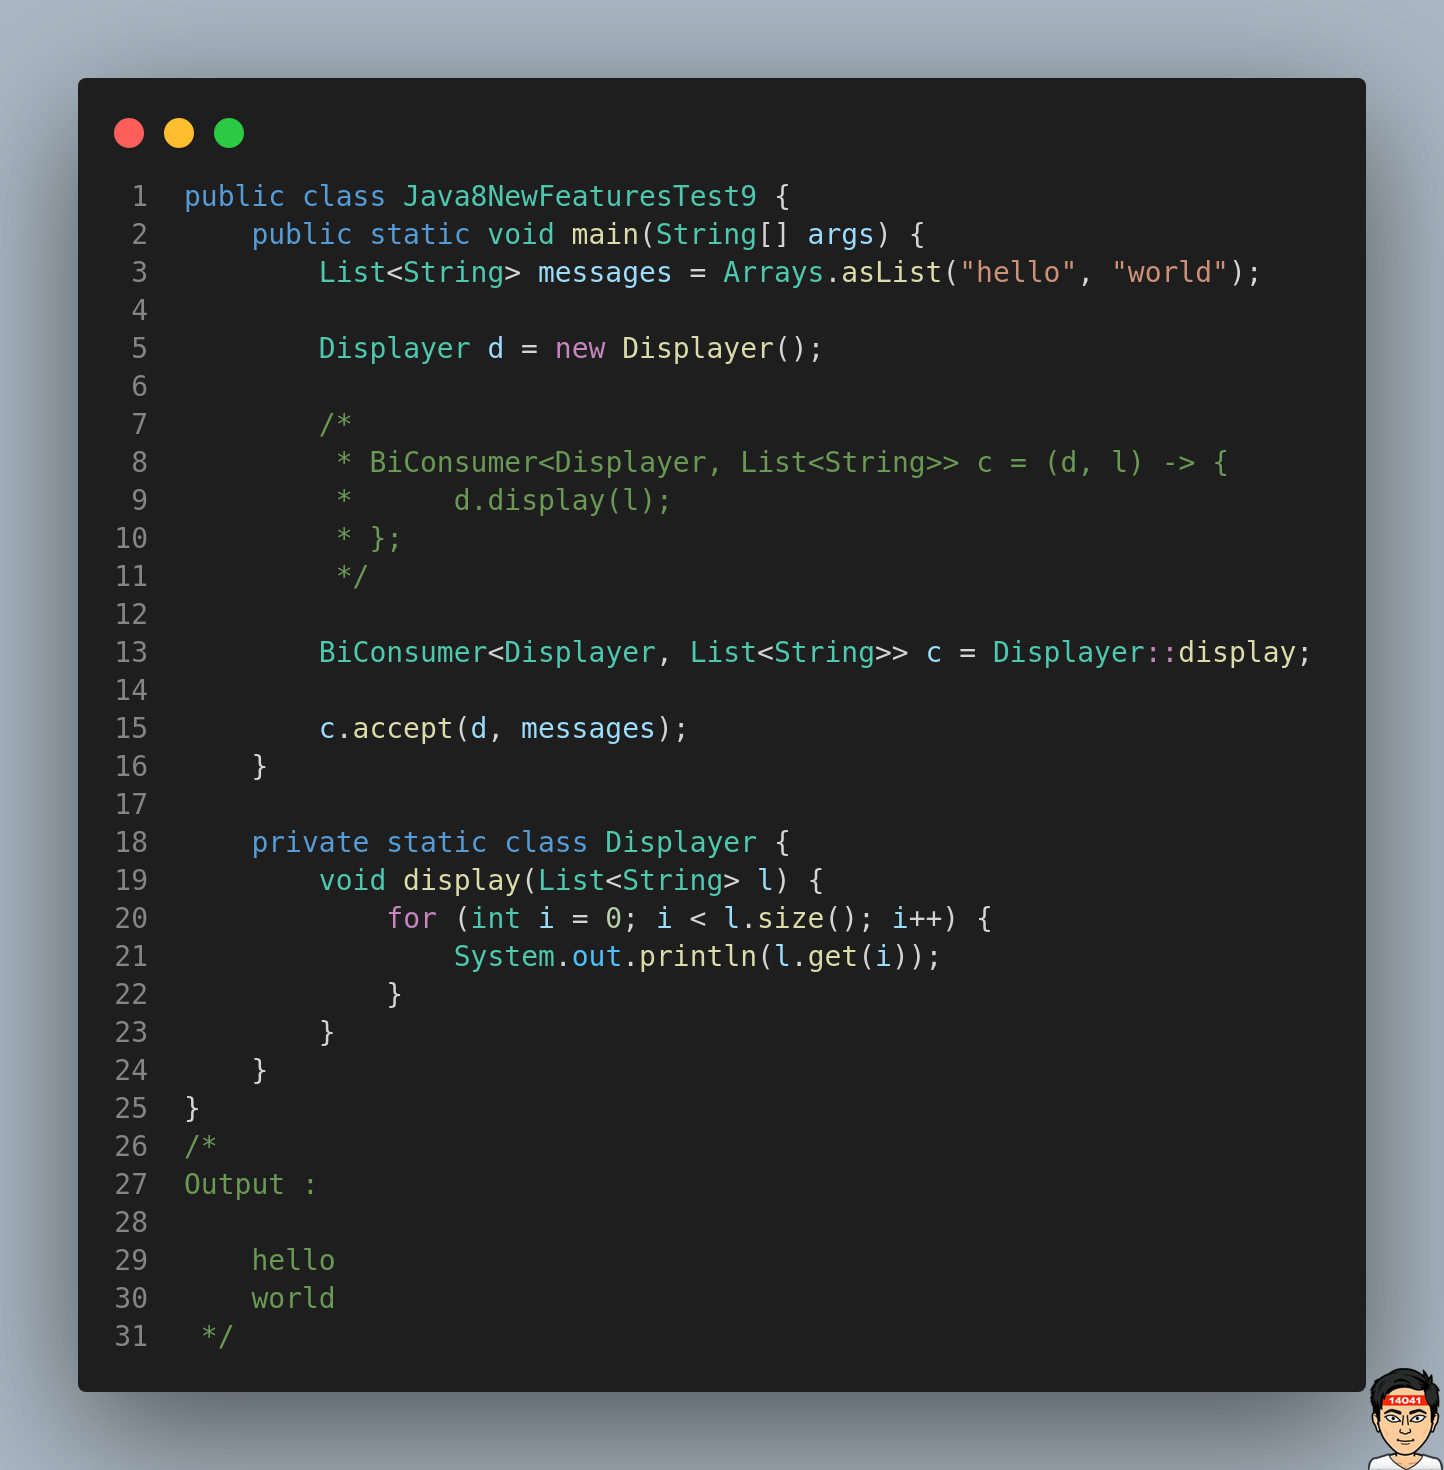 1 public class Java8NewFeaturesTest9 {
2     public static void main(String[] args) {
3         List<String> messages = Arrays.asList("hello", "world");
4
5         Displayer d = new Displayer();
6
7         /*
8          * BiConsumer<Displayer, List<String>> c = (d, l) -> {
9          *      d.display(l);
10          * };
11          */
12
13         BiConsumer<Displayer, List<String>> c = Displayer::display;
14
15         c.accept(d, messages);
16     }
17
18     private static class Displayer {
19         void display(List<String> l) {
20             for (int i = 0; i < l.size(); i++) {
21                 System.out.println(l.get(i));
22             }
23         }
24     }
25 }
26 /*
27 Output :
28
29     hello
30     world
31  */
14041